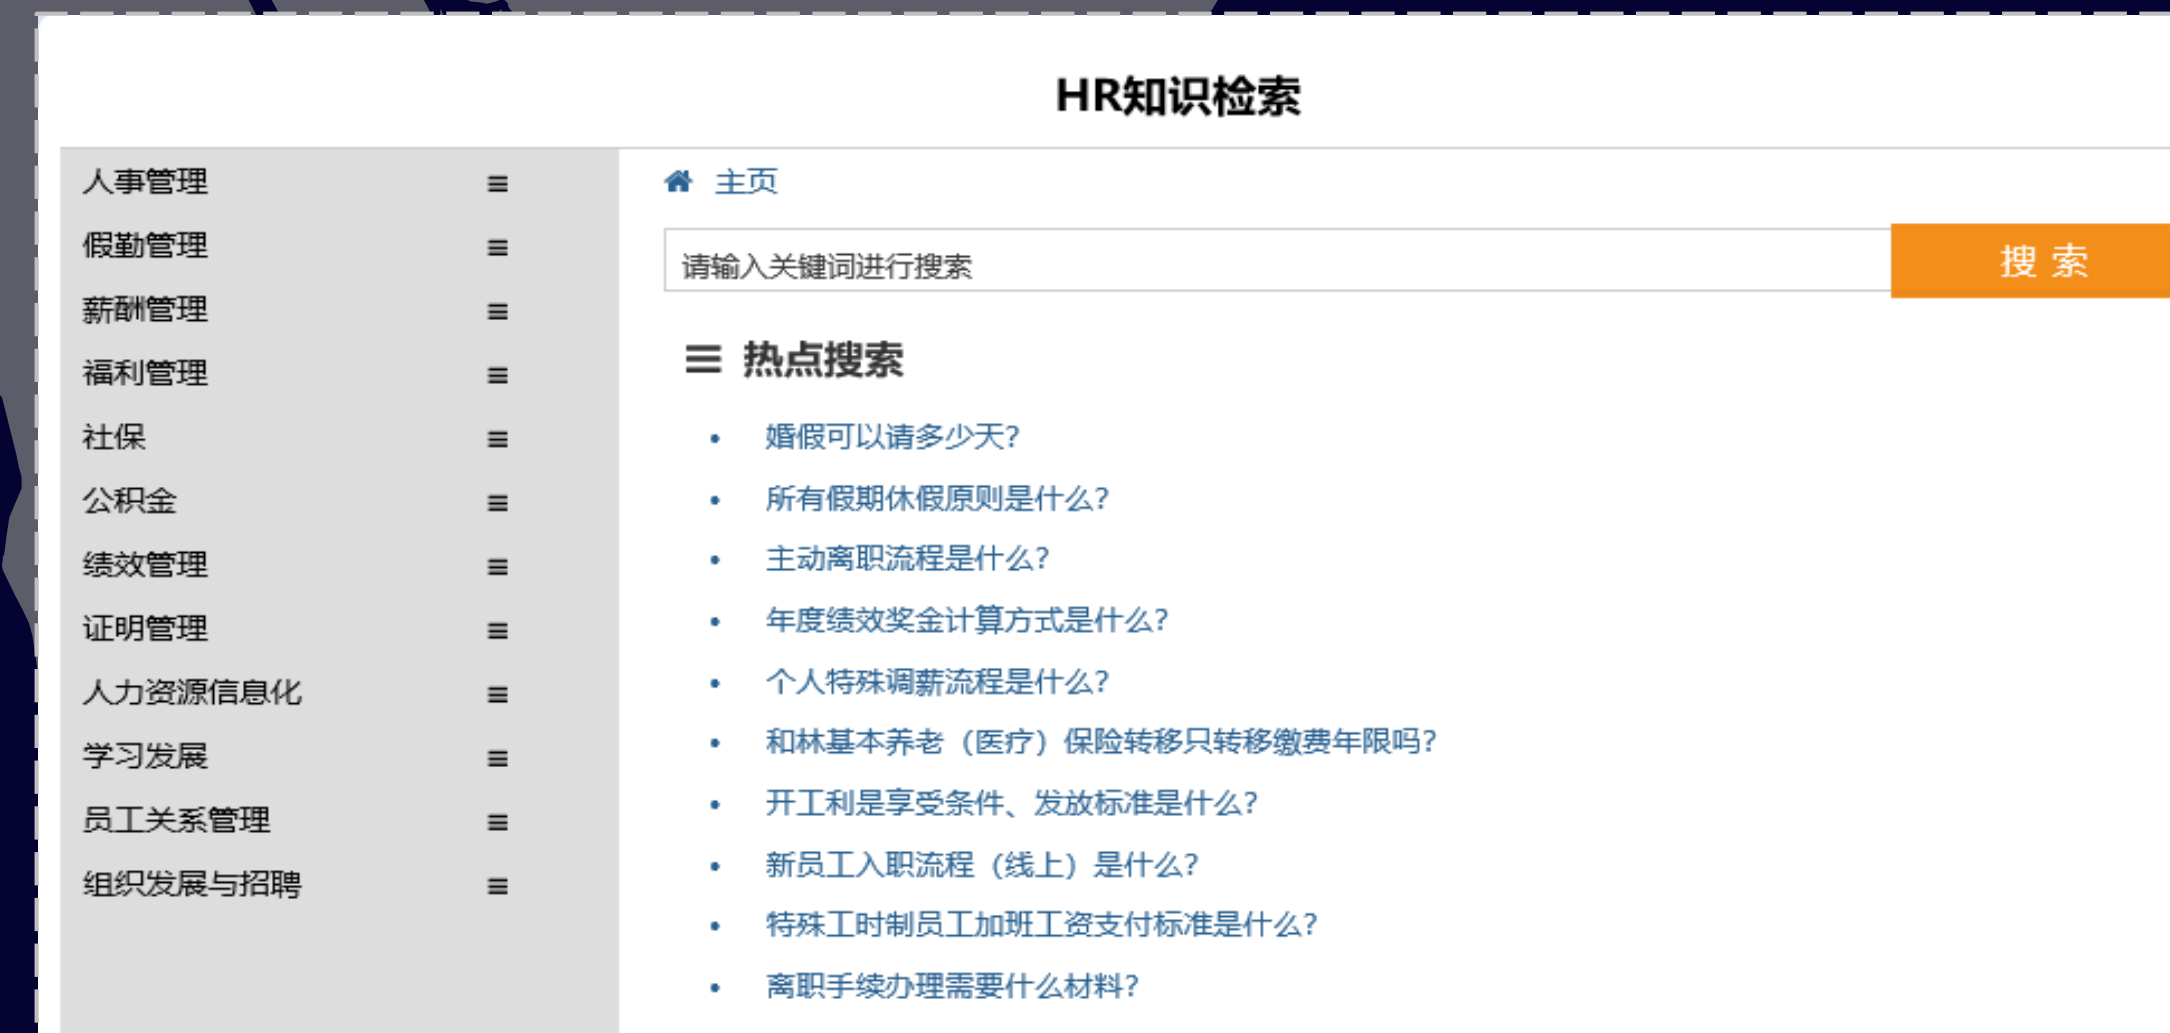 HR知识检索
人事管理
假勤管理
薪酬管理
福利管理
社保
公积金
绩效管理
证明管理
人力资源信息化
学习发展
员工关系管理
组织发展与招聘
主页
请输入关键词进行搜索
搜 索
热点搜索
婚假可以请多少天?
所有假期休假原则是什么?
主动离职流程是什么?
年度绩效奖金计算方式是什么?
个人特殊调薪流程是什么?
和林基本养老（医疗）保险转移只转移缴费年限吗?
开工利是享受条件、发放标准是什么?
新员工入职流程（线上）是什么?
特殊工时制员工加班工资支付标准是什么?
离职手续办理需要什么材料?